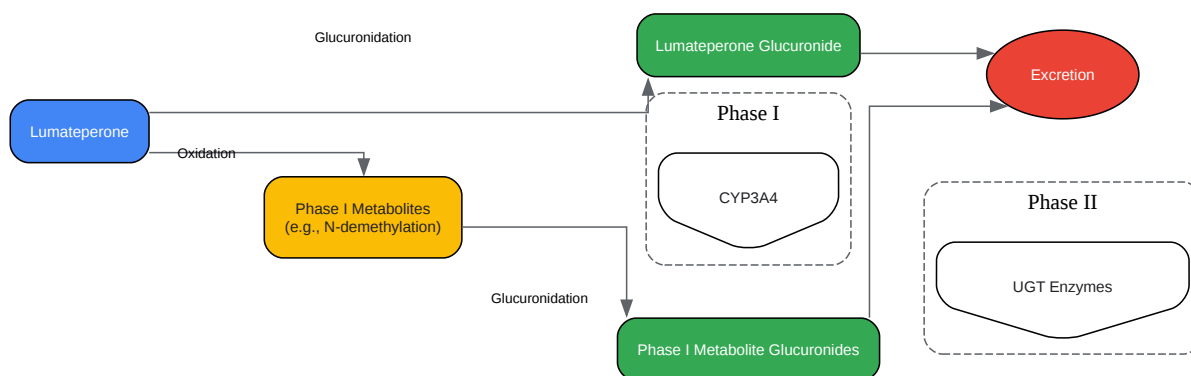 Glucuronidation
Lumateperone Glucuronide
Excretion
Phase I
Lumateperone
Oxidation
CYP3A4
Phase I Metabolites
(e.g., N-demethylation)
Phase II
UGT Enzymes
Glucuronidation
Phase I Metabolite Glucuronides